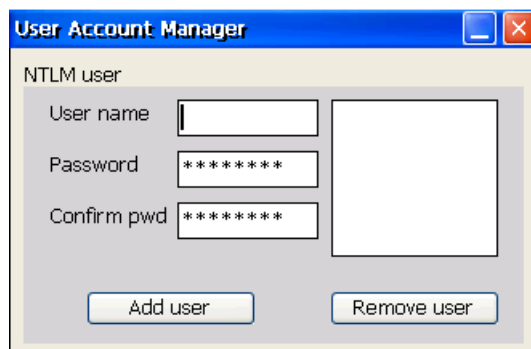 User Account Manager
NTLM user
User name
Password ********
Confirm pwd ********
Add user Remove user